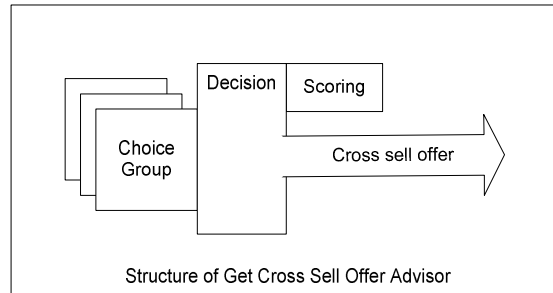 Decision
Scoring
Choice
Group
Cross sell offer
Structure of Get Cross Sell Offer Advisor